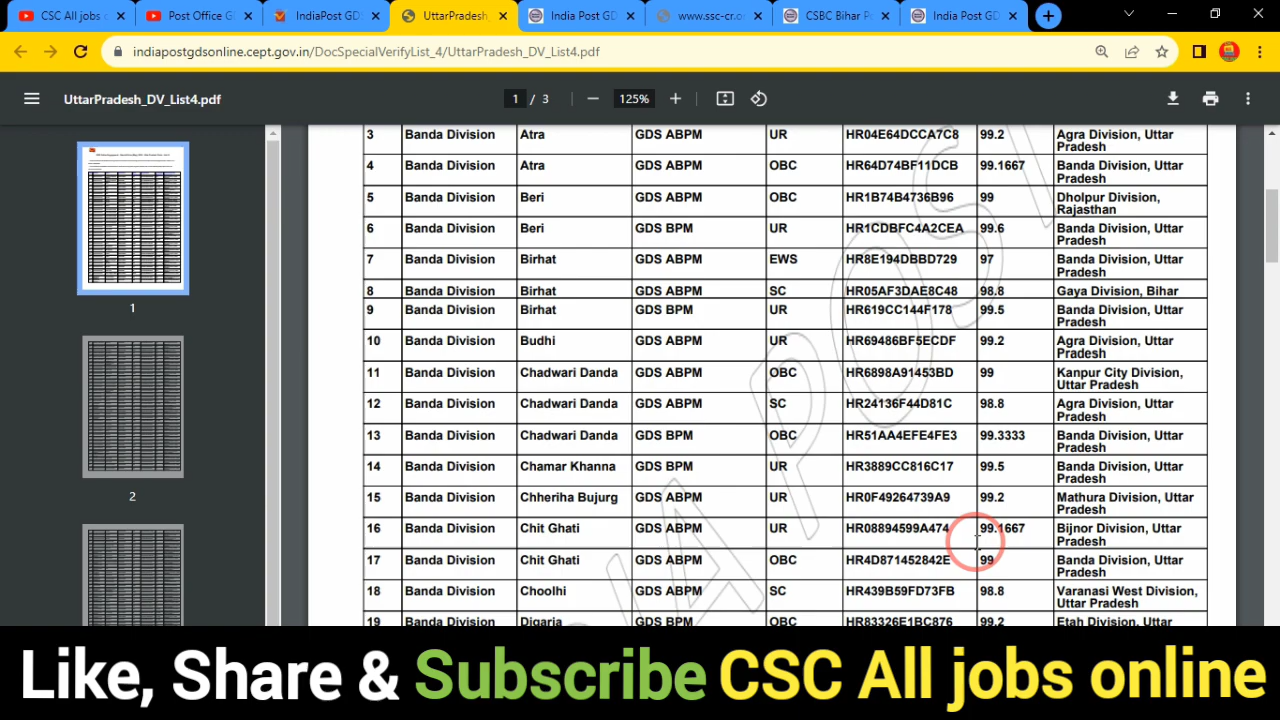 CSC All jobs
Post Office G
IndiaPost GD
UttarPradesh
India Post GD
www.ssc-cr.o
CSBC Bihar P
India Post GD
indiapostgdsonline.cept.gov.in/DocSpecialVerifyList_4/UttarPradesh_DV_List4.pdf
UttarPradesh_DV_List4.pdf
1 / 3
125%
3 Banda Division Atra GDS ABPM UR HR04E64DCCA7C8 99.2 Agra Division, Uttar
Pradesh
4 Banda Division Atra GDS ABPM OBC HR64D74BF11DCB 99.1667 Banda Division, Uttar
Pradesh
5 Banda Division Beri GDS ABPM OBC HR1B74B4736B96 99 Dholpur Division,
Rajasthan
6 Banda Division Beri GDS BPM UR HR1CDBFC4A2CEA 99.6 Banda Division, Uttar
Pradesh
7 Banda Division Birhat GDS ABPM EWS HR8E194DBBD729 97 Banda Division, Uttar
Pradesh
8 Banda Division Birhat GDS ABPM SC HR05AF3DAE8C48 98.8 Gaya Division, Bihar
9 Banda Division Birhat GDS BPM UR HR619CC144F178 99.5 Banda Division, Uttar
Pradesh
10 Banda Division Budhi GDS ABPM UR HR69486BF5ECDF 99.2 Agra Division, Uttar
Pradesh
11 Banda Division Chadwari Danda GDS ABPM OBC HR6898A91453BD 99 Kanpur City Division,
Uttar Pradesh
12 Banda Division Chadwari Danda GDS ABPM SC HR24136F44D81C 98.8 Agra Division, Uttar
Pradesh
13 Banda Division Chadwari Danda GDS BPM OBC HR51AA4EFE4FE3 99.3333 Banda Division, Uttar
Pradesh
14 Banda Division Chamar Khanna GDS BPM UR HR3889CC816C17 99.5 Banda Division, Uttar
Pradesh
15 Banda Division Chheriha Bujurg GDS ABPM UR HR0F49264739A9 99.2 Mathura Division, Uttar
Pradesh
16 Banda Division Chit Ghati GDS ABPM UR HR08894599A474 99.1667 Bijnor Division, Uttar
Pradesh
17 Banda Division Chit Ghati GDS ABPM OBC HR4D871452842E 99 Banda Division, Uttar
Pradesh
18 Banda Division Choolhi GDS ABPM SC HR439B59FD73FB 98.8 Varanasi West Division,
Uttar Pradesh
19 Banda Division Digaria GDS BPM OBC HR83326E1BC876 99.2 Etah Division, Uttar
1
2
Like, Share & Subscribe CSC All jobs online